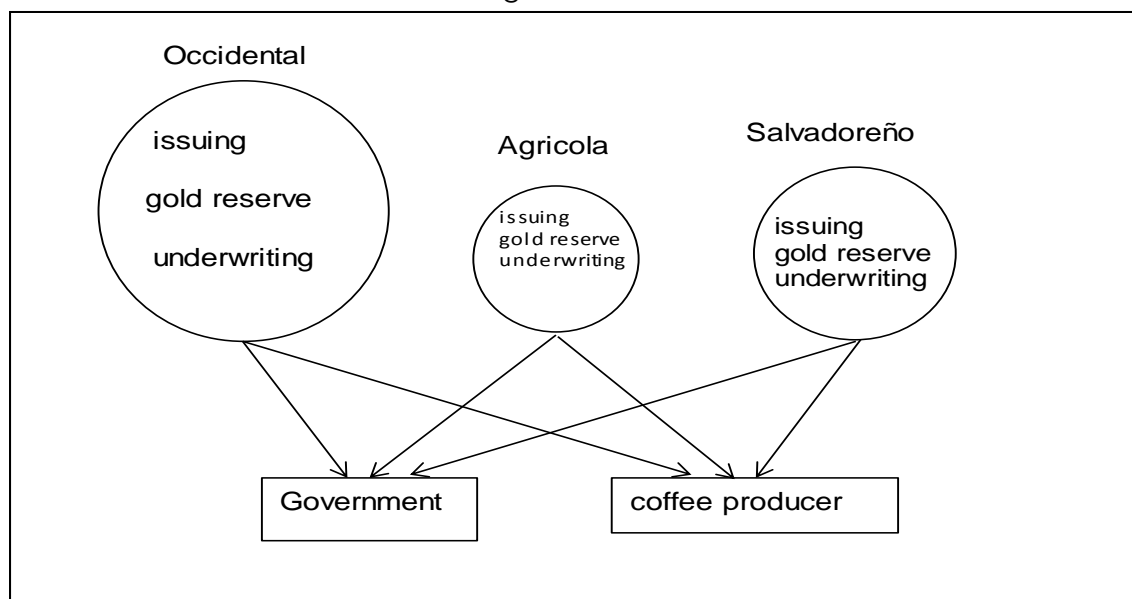 Occidental
issuing
gold reserve
underwriting
Agricola
issuing
gold reserve
underwriting
Salvadoreño
issuing
gold reserve
underwriting
Government
coffee producer